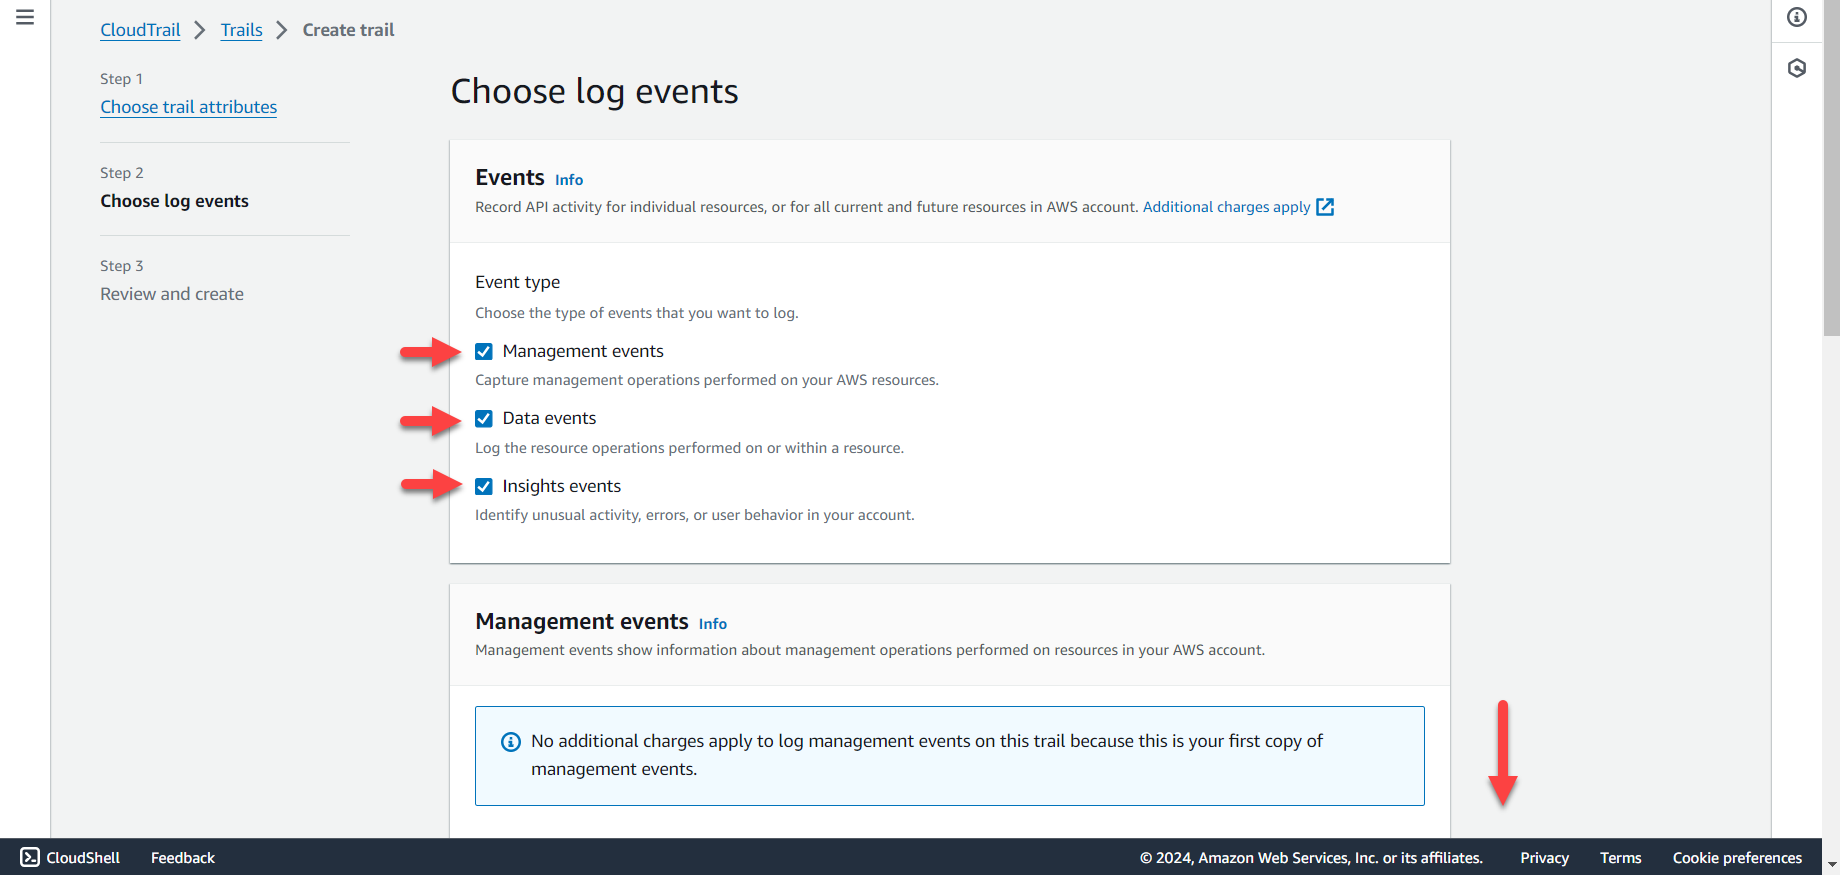 CloudTrail
Trails
Create trail
Step 1
Choose trail attributes
Step 2
Choose log events
Step 3
Review and create
Choose log events
Events Info
Record API activity for individual resources, or for all current and future resources in AWS account. Additional charges apply
Event type
Choose the type of events that you want to log.
Management events
Capture management operations performed on your AWS resources.
Data events
Log the resource operations performed on or within a resource.
Insights events
Identify unusual activity, errors, or user behavior in your account.
Management events Info
Management events show information about management operations performed on resources in your AWS account.
No additional charges apply to log management events on this trail because this is your first copy of
management events.
CloudShell
Feedback
© 2024, Amazon Web Services, Inc. or its affiliates.
Privacy
Terms
Cookie preferences